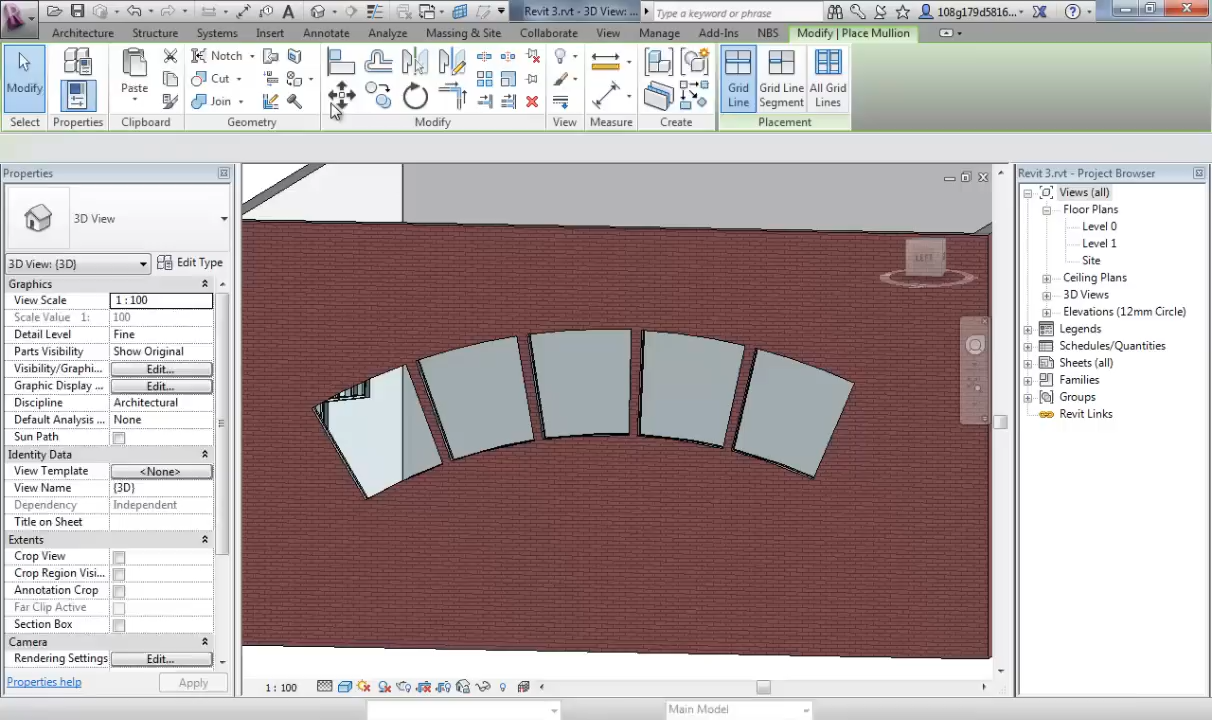 Revit 3.rvt - 3D View: ...
Type a keyword or phrase
108g179d5816...
Architecture
Structure
Systems
Insert
Annotate
Analyze
Massing & Site
Collaborate
View
Manage
Add-Ins
NBS
Modify | Place Mullion
Modify
Paste
Notch
Cut
Join
Grid Line
Grid Line Segment
All Grid Lines
Select
Properties
Clipboard
Geometry
Modify
View
Measure
Create
Placement
Properties
3D View
3D View: {3D}
Edit Type
Graphics
View Scale 1 : 100
Scale Value 1: 100
Detail Level Fine
Parts Visibility Show Original
Visibility/Graphi... Edit...
Graphic Display ... Edit...
Discipline Architectural
Default Analysis ... None
Sun Path
Identity Data
View Template <None>
View Name {3D}
Dependency Independent
Title on Sheet
Extents
Crop View
Crop Region Visi...
Annotation Crop
Far Clip Active
Section Box
Camera
Rendering Settings Edit...
Properties help
Apply
LEFT
1 : 100
Main Model
Revit 3.rvt - Project Browser
Views (all)
Floor Plans
Level 0
Level 1
Site
Ceiling Plans
3D Views
Elevations (12mm Circle)
Legends
Schedules/Quantities
Sheets (all)
Families
Groups
Revit Links